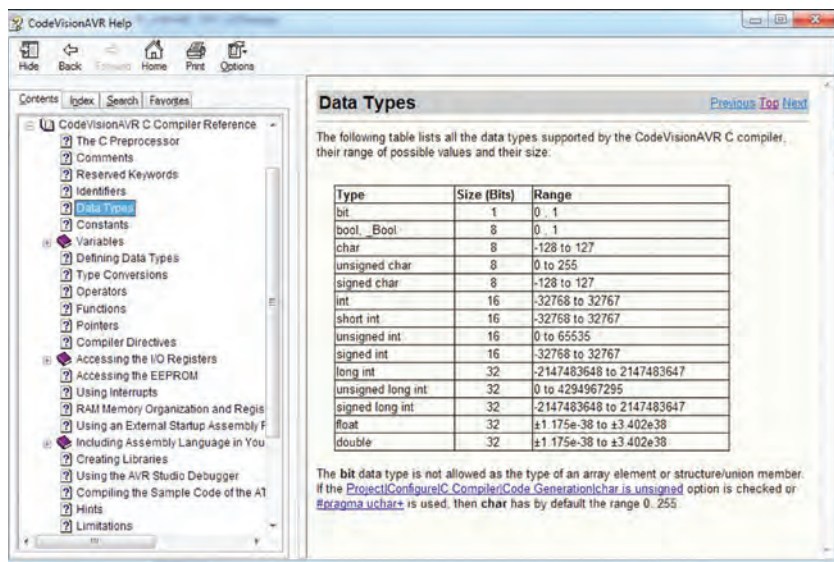 CodeVisionAVR Help
Hide Back Forward Home Print Options
Contents Index Search Favorites
CodeVisionAVR C Compiler Reference
The C Preprocessor
Comments
Reserved Keywords
Identifiers
Data Types
Constants
Variables
Defining Data Types
Type Conversions
Operators
Functions
Pointers
Compiler Directives
Accessing the I/O Registers
Accessing the EEPROM
Using Interrupts
RAM Memory Organization and Regis
Using an External Startup Assembly F
Including Assembly Language in You
Creating Libraries
Using the AVR Studio Debugger
Compiling the Sample Code of the AT
Hints
Limitations
Data Types Previous Top Next
The following table lists all the data types supported by the CodeVisionAVR C compiler,
their range of possible values and their size:
Type Size (Bits) Range
bit 1 0 , 1
bool, _Bool 8 0 , 1
char 8 -128 to 127
unsigned char 8 0 to 255
signed char 8 -128 to 127
int 16 -32768 to 32767
short int 16 -32768 to 32767
unsigned int 16 0 to 65535
signed int 16 -32768 to 32767
long int 32 -2147483648 to 2147483647
unsigned long int 32 0 to 4294967295
signed long int 32 -2147483648 to 2147483647
float 32 ±1.175e-38 to ±3.402e38
double 32 ±1.175e-38 to ±3.402e38
The bit data type is not allowed as the type of an array element or structure/union member.
If the Project|Configure|C Compiler|Code Generation|char is unsigned option is checked or
#pragma uchar+ is used, then char has by default the range 0..255.